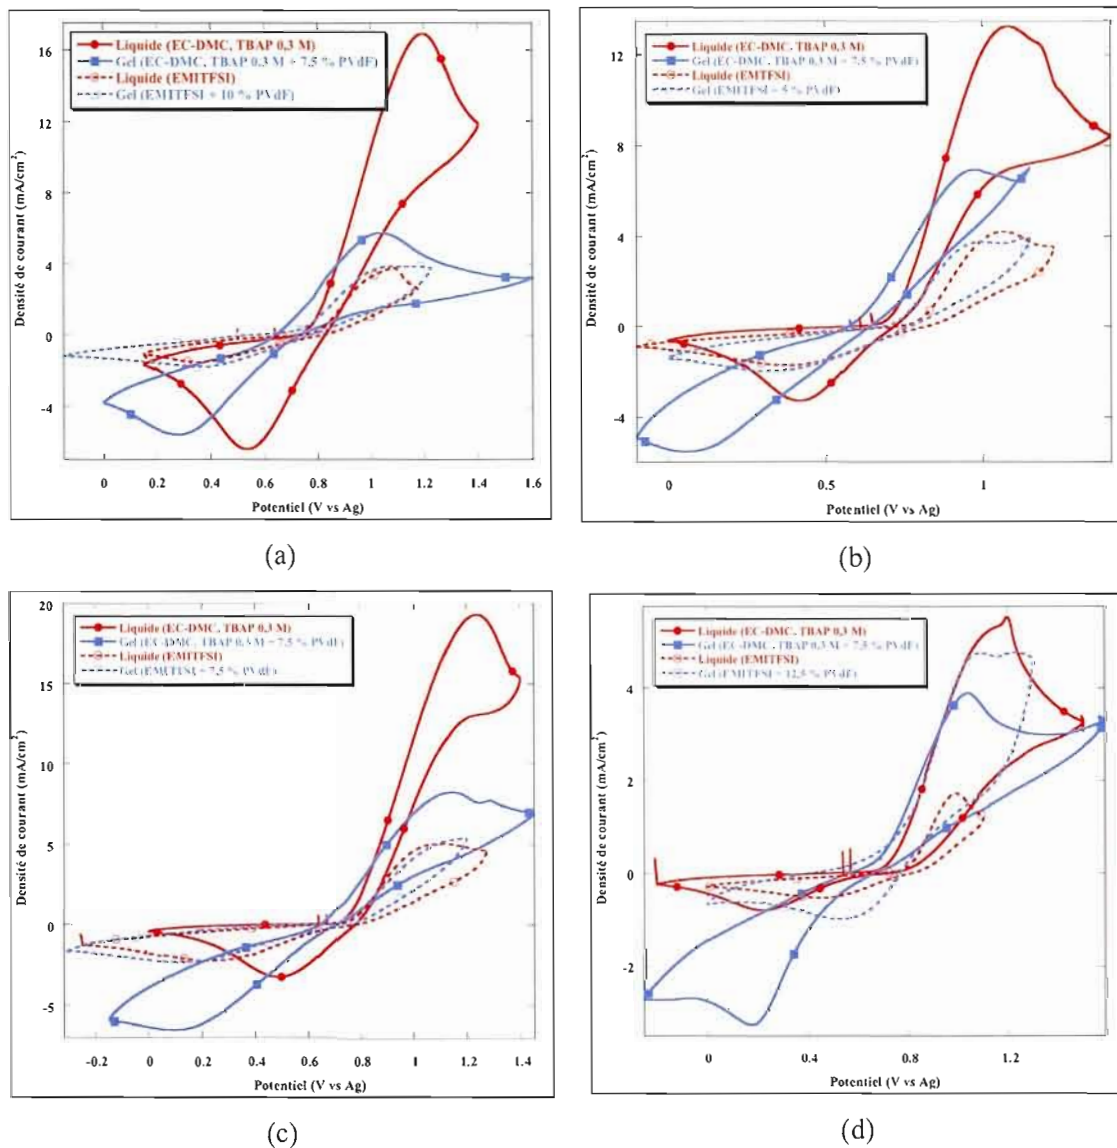 16
12
8
4
0
-4
Densité de courant (mA/cm²)
Liquide (EC-DMC, TBAP 0,3 M)
Gel (EC-DMC, TBAP 0.3 M + 7.5 % PVdF)
Liquide (EMITFSI)
Gel (EMITFSI + 10 % PVdF)
0 0.2 0.4 0.6 0.8 1 1.2 1.4 1.6
Potentiel (V vs Ag)
(a)
12
8
4
0
-4
Densité de courant (mA/cm²)
Liquide (EC-DMC, TBAP 0,3 M)
Gel (EC-DMC, TBAP 0.3 M + 7.5 % PVdF)
Liquide (EMTFSI)
Gel (EMITFSI + 5 % PVdF)
0 0.5 1
Potentiel (V vs Ag)
(b)
20
15
10
5
0
-5
Densité de courant (mA/cm²)
Liquide (EC-DMC, TBAP 0,3 M)
Gel (EC-DMC, TBAP 0.3 M + 7.5 % PVdF)
Liquide (EMITFSI)
Gel (EMITFSI + 7,5 % PVdF)
-0.2 0 0.2 0.4 0.6 0.8 1 1.2 1.4
Potentiel (V vs Ag)
(c)
4
2
0
-2
Densité de courant (mA/cm²)
Liquide (EC-DMC, TBAP 0,3 M)
Gel (EC-DMC, TBAP 0.3 M + 7,5 % PVdF)
Liquide (EMITFSI)
Gel (EMITFSI + 12,5 % PVdF)
0 0.4 0.8 1.2
Potentiel (V vs Ag)
(d)